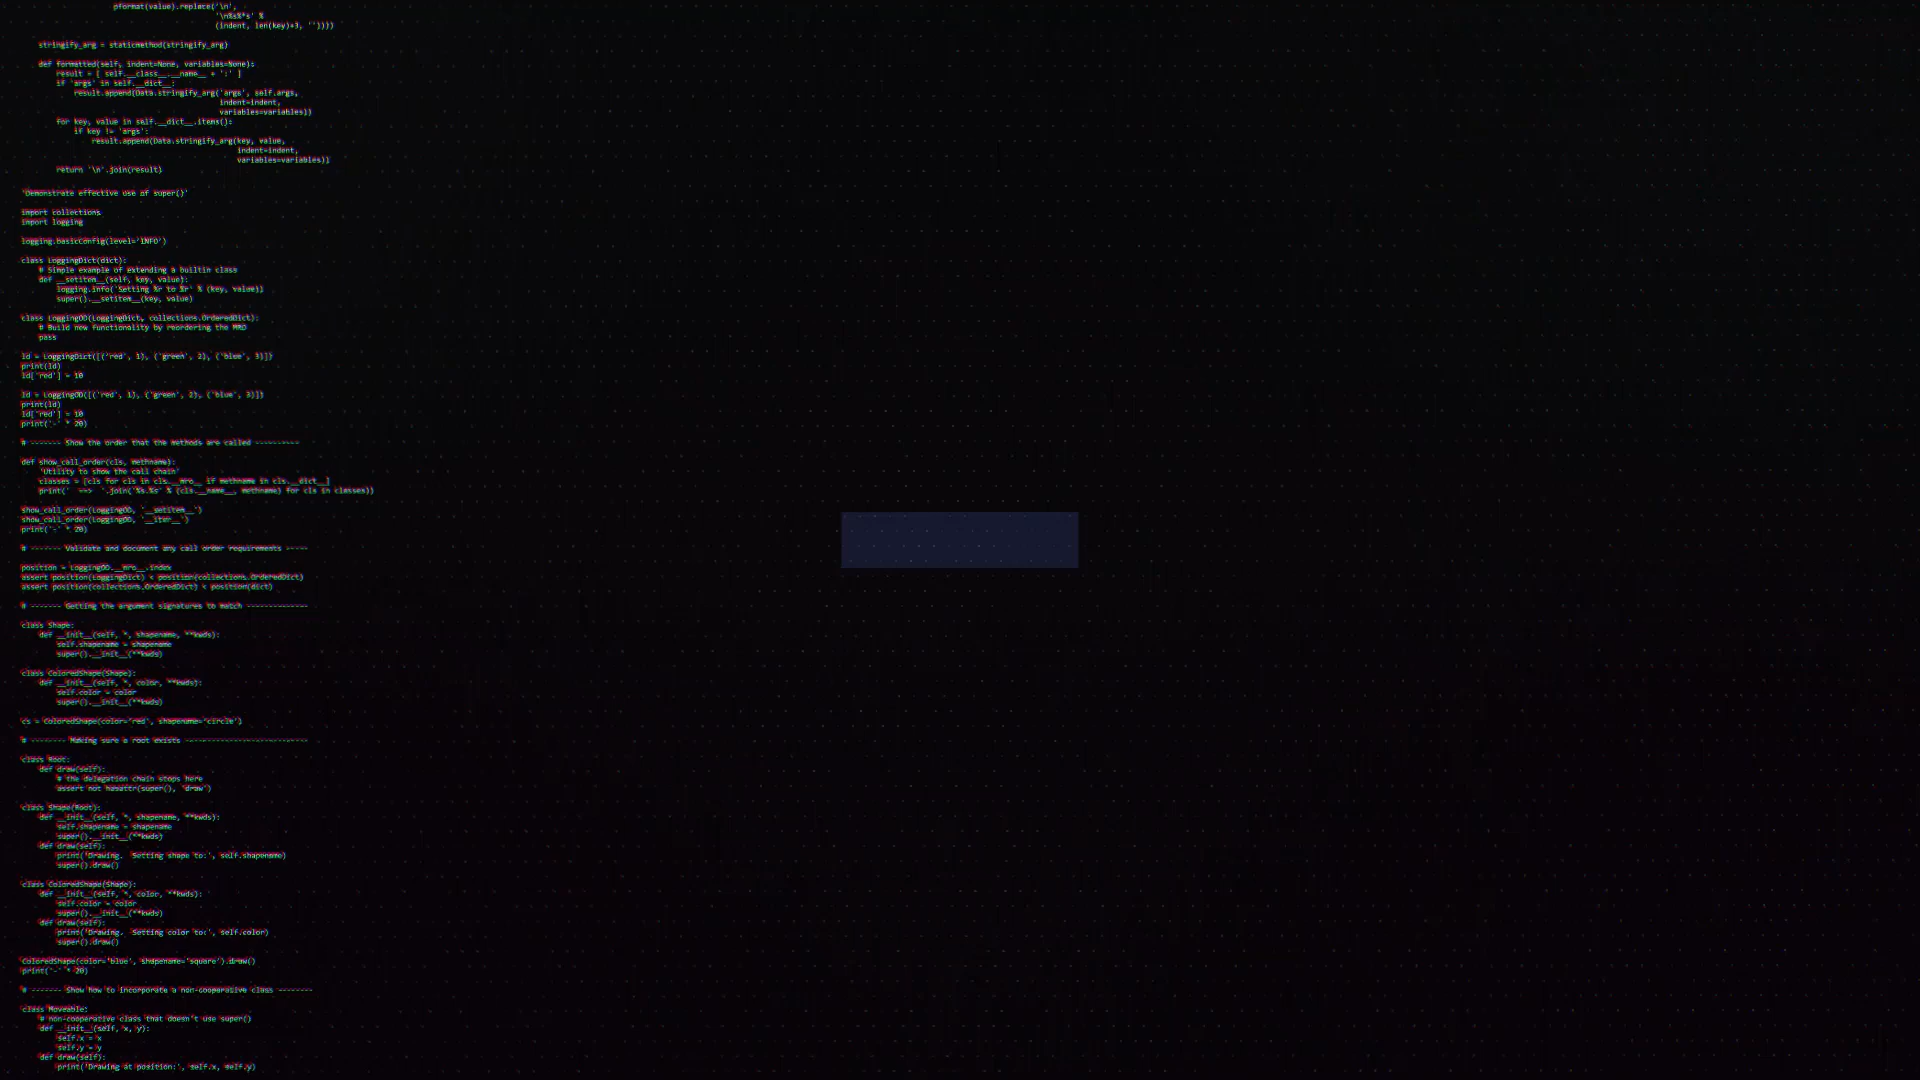 pformat(value).replace('\n',
'\n%s%*s' %
(indent, len(key)+3, ''))))
stringify_arg = staticmethod(stringify_arg)
def formatted(self, indent=None, variables=None):
result = [ self.__class__.__name__ + ':' ]
if 'args' in self.__dict__:
result.append(Data.stringify_arg('args', self.args,
indent=indent,
variables=variables))
for key, value in self.__dict__.items():
if key != 'args':
result.append(Data.stringify_arg(key, value,
indent=indent,
variables=variables))
return '\n'.join(result)
'Demonstrate effective use of super()'
import collections
import logging
logging.basicConfig(level='INFO')
class LoggingDict(dict):
# Simple example of extending a builtin class
def __setitem__(self, key, value):
logging.info('Setting %r to %r' % (key, value))
super().__setitem__(key, value)
class LoggingOD(LoggingDict, collections.OrderedDict):
# Build new functionality by reordering the MRO
pass
ld = LoggingDict([('red', 1), ('green', 2), ('blue', 3)])
print(ld)
ld['red'] = 10
ld = LoggingOD([('red', 1), ('green', 2), ('blue', 3)])
print(ld)
ld['red'] = 10
print('-' * 20)
# ------- Show the order that the methods are called ----------
def show_call_order(cls, methname):
'Utility to show the call chain'
classes = [cls for cls in cls.__mro__ if methname in cls.__dict__]
print('  ==>  '.join('%s.%s' % (cls.__name__, methname) for cls in classes))
show_call_order(LoggingOD, '__setitem__')
show_call_order(LoggingOD, '__iter__')
print('-' * 20)
# ------- Validate and document any call order requirements -----
position = LoggingOD.__mro__.index
assert position(LoggingDict) < position(collections.OrderedDict)
assert position(collections.OrderedDict) < position(dict)
# ------- Getting the argument signatures to match --------------
class Shape:
def __init__(self, *, shapename, **kwds):
self.shapename = shapename
super().__init__(**kwds)
class ColoredShape(Shape):
def __init__(self, *, color, **kwds):
self.color = color
super().__init__(**kwds)
cs = ColoredShape(color='red', shapename='circle')
# -------- Making sure a root exists ----------------------------
class Root:
def draw(self):
# the delegation chain stops here
assert not hasattr(super(), 'draw')
class Shape(Root):
def __init__(self, *, shapename, **kwds):
self.shapename = shapename
super().__init__(**kwds)
def draw(self):
print('Drawing.  Setting shape to:', self.shapename)
super().draw()
class ColoredShape(Shape):
def __init__(self, *, color, **kwds):
self.color = color
super().__init__(**kwds)
def draw(self):
print('Drawing.  Setting color to:', self.color)
super().draw()
ColoredShape(color='blue', shapename='square').draw()
print('-' * 20)
# ------- Show how to incorporate a non-cooperative class --------
class Moveable:
# non-cooperative class that doesn't use super()
def __init__(self, x, y):
self.x = x
self.y = y
def draw(self):
print('Drawing at position:', self.x, self.y)